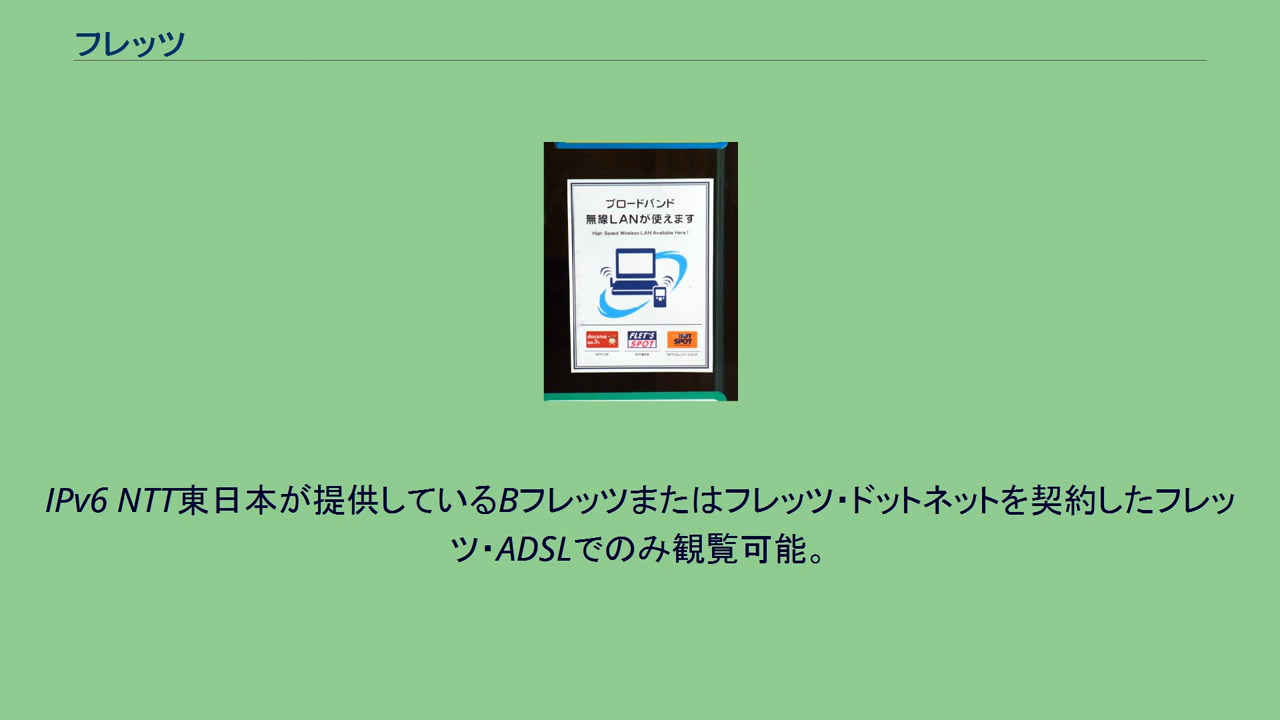 フレッツ
ブロードバンド
無線LANが使えます
High Speed Wireless LAN Available Here !
docomo FLET'S HOT
Wi-Fi SPOT SPOT
IPv6 NTT東日本が提供しているBフレッツまたはフレッツ・ドットネットを契約したフレッ
ツ・ADSLでのみ観覧可能。